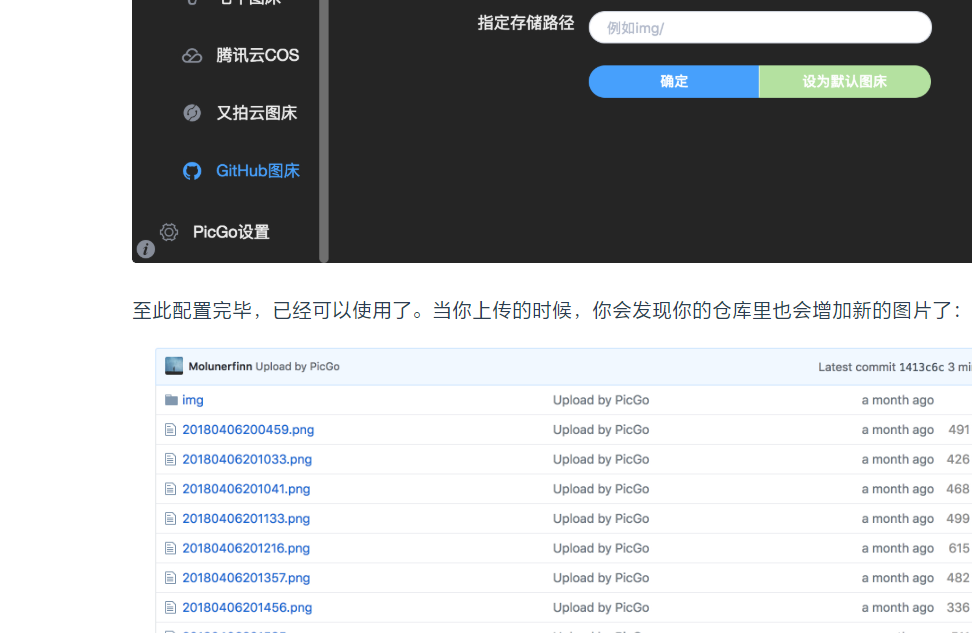 指定存储路径 例如img/
腾讯云COS
确定 设为默认图床
又拍云图床
GitHub图床
PicGo设置
至此配置完毕，已经可以使用了。当你上传的时候，你会发现你的仓库里也会增加新的图片了：
Molunerfinn Upload by PicGo Latest commit 1413c6c 3
img Upload by PicGo a month ago
20180406200459.png Upload by PicGo a month ago 491
20180406201033.png Upload by PicGo a month ago 426
20180406201041.png Upload by PicGo a month ago 468
20180406201133.png Upload by PicGo a month ago 499
20180406201216.png Upload by PicGo a month ago 615
20180406201357.png Upload by PicGo a month ago 482
20180406201456.png Upload by PicGo a month ago 336